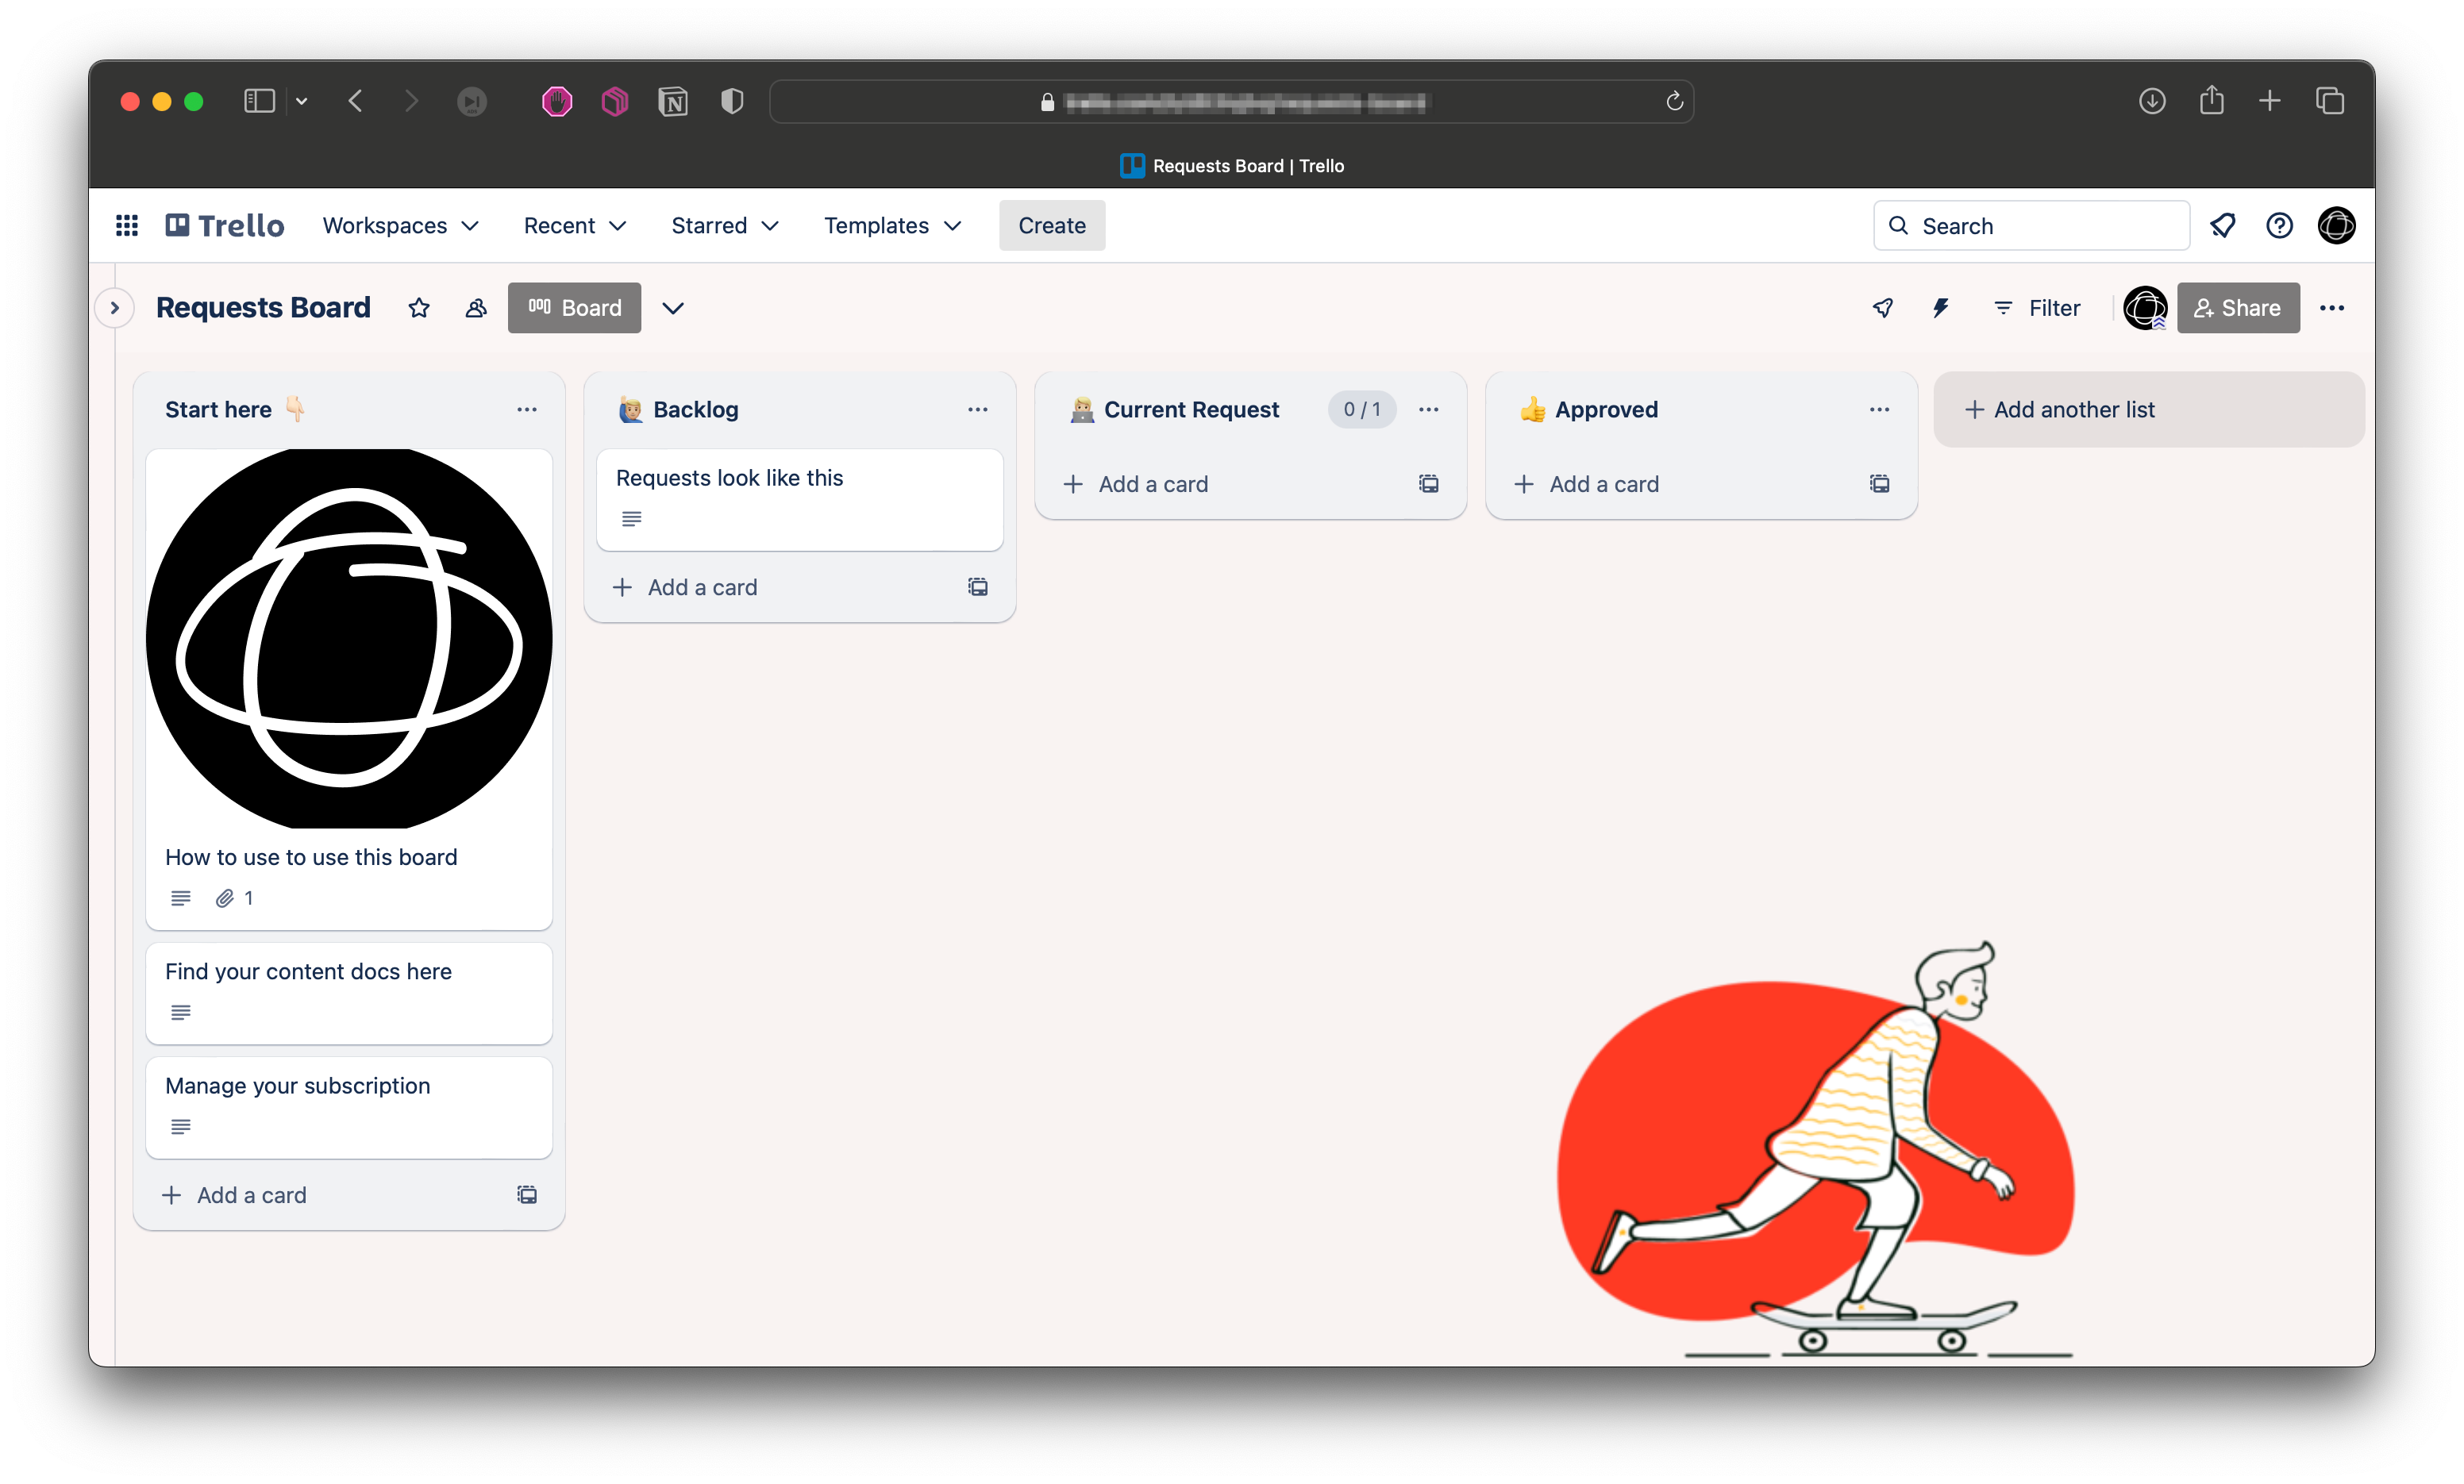 Requests Board | Trello
Trello
Workspaces
Recent
Starred
Templates
Create
Search
Requests Board
Board
Filter
Share
Start here 👇🏻
How to use to use this board
1
Find your content docs here
Manage your subscription
+ Add a card
🙋🏼‍♂️ Backlog
Requests look like this
+ Add a card
👨🏼‍💻 Current Request
0 / 1
+ Add a card
👍 Approved
+ Add a card
+ Add another list